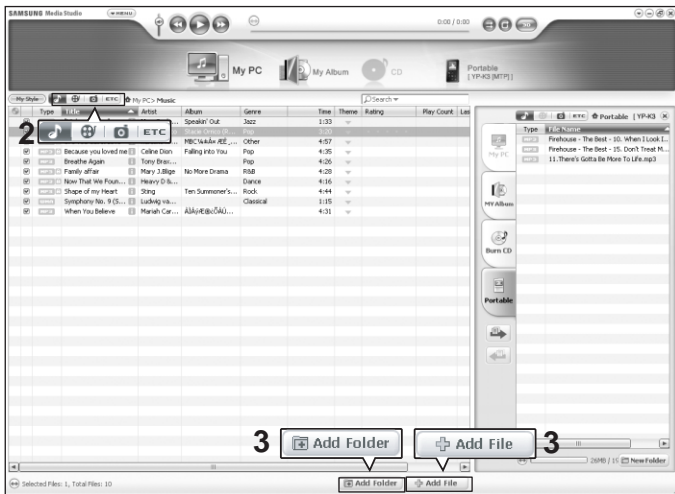 SAMSUNG Media Studio MENU
0:00 / 0:00
3D
My PC My Album CD Portable
[ YP-K3 [MTP] ]
My Style ETC My PC> Music Search
Type Title Artist Album Genre Time Theme Rating Play Count
2 ETC
Speakin' Out Jazz 1:33
Stacie Orrico (R... Pop 3:20
Other 4:57
Because you loved me Celine Dion Falling into You Pop 4:35
Breathe Again Tony Brax... Pop 4:26
Family affair Mary J.Blige No More Drama R&B 4:28
Now That We Foun... Heavy D &... Dance 4:16
Shape of my Heart Sting Ten Summoner's... Rock 4:44
Symphony No. 9 (S... Ludwig va... Classical 1:15
When You Believe Mariah Car... 4:31
ETC Portable [YP-K3
Type File Name
Firehouse - The Best - 10. When I Look I...
Firehouse - The Best - 15. Don't Treat M...
11.There's Gotta Be More To Life.mp3
My PC
MY Album
Burn CD
Portable
3 Add Folder Add File 3
26MB / 1G New Folder
Selected Files: 1, Total Files: 10 Add Folder Add File